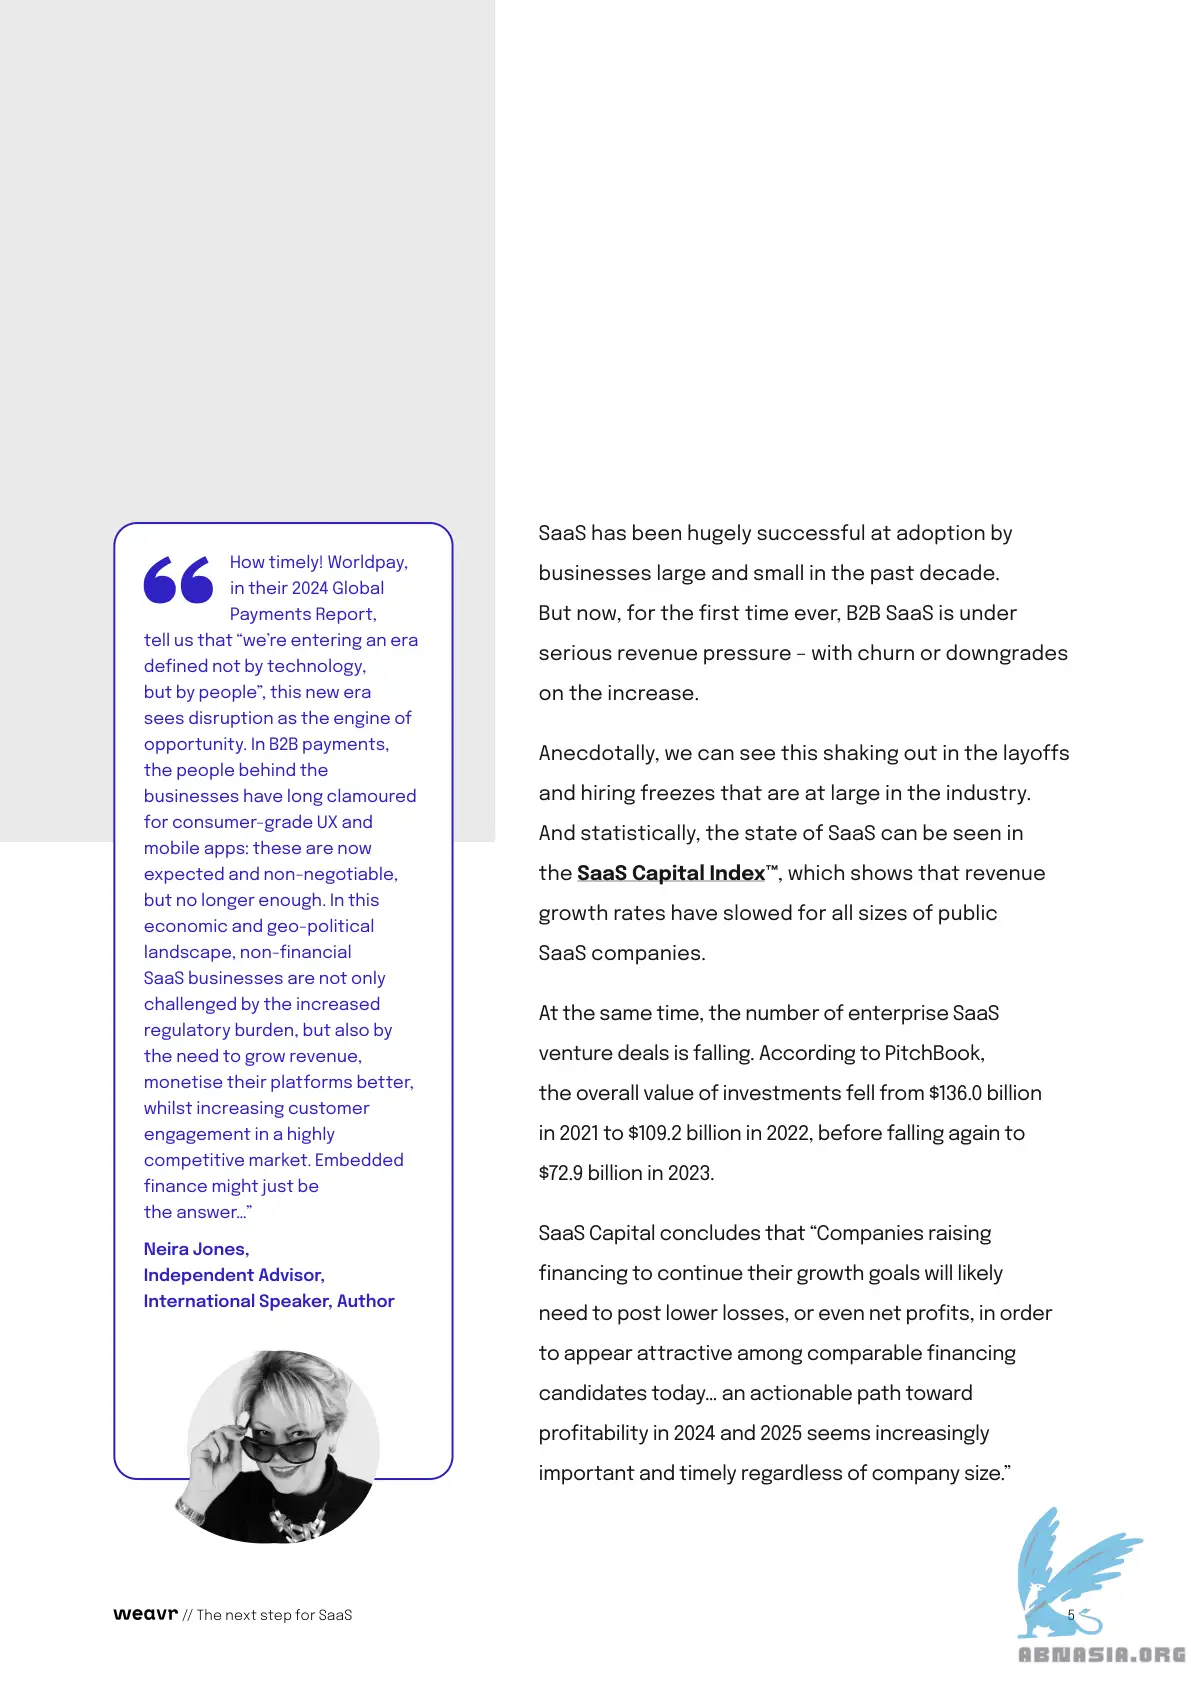 How timely! Worldpay,
in their 2024 Global
Payments Report,
tell us that “we’re entering an era
defined not by technology,
but by people”, this new era
sees disruption as the engine of
opportunity. In B2B payments,
the people behind the
businesses have long clamoured
for consumer-grade UX and
mobile apps: these are now
expected and non-negotiable,
but no longer enough. In this
economic and geo-political
landscape, non-financial
SaaS businesses are not only
challenged by the increased
regulatory burden, but also by
the need to grow revenue,
monetise their platforms better,
whilst increasing customer
engagement in a highly
competitive market. Embedded
finance might just be
the answer…”
Neira Jones,
Independent Advisor,
International Speaker, Author
SaaS has been hugely successful at adoption by
businesses large and small in the past decade.
But now, for the first time ever, B2B SaaS is under
serious revenue pressure – with churn or downgrades
on the increase.
Anecdotally, we can see this shaking out in the layoffs
and hiring freezes that are at large in the industry.
And statistically, the state of SaaS can be seen in
the SaaS Capital Index™, which shows that revenue
growth rates have slowed for all sizes of public
SaaS companies.
At the same time, the number of enterprise SaaS
venture deals is falling. According to PitchBook,
the overall value of investments fell from $136.0 billion
in 2021 to $109.2 billion in 2022, before falling again to
$72.9 billion in 2023.
SaaS Capital concludes that “Companies raising
financing to continue their growth goals will likely
need to post lower losses, or even net profits, in order
to appear attractive among comparable financing
candidates today… an actionable path toward
profitability in 2024 and 2025 seems increasingly
important and timely regardless of company size.”
weavr // The next step for SaaS
5
ABNASIA.ORG